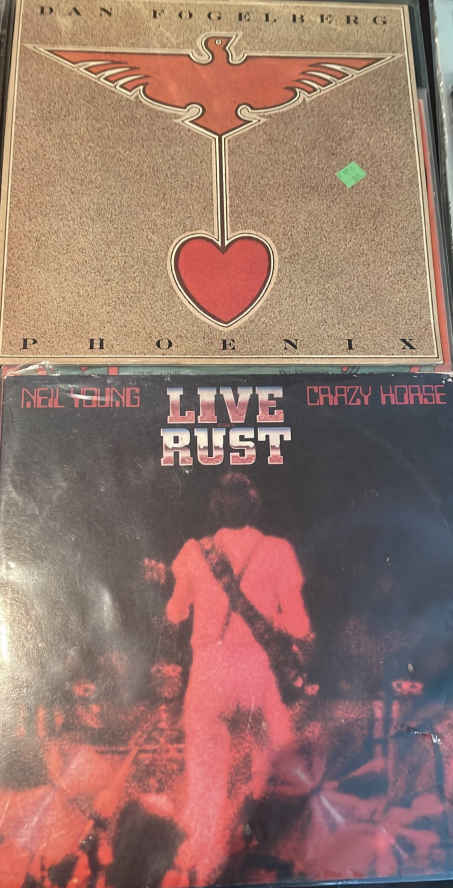 DAN FOGELBERG
PHOENIX
NEIL YOUNG LIVE CRAZY HORSE
RUST